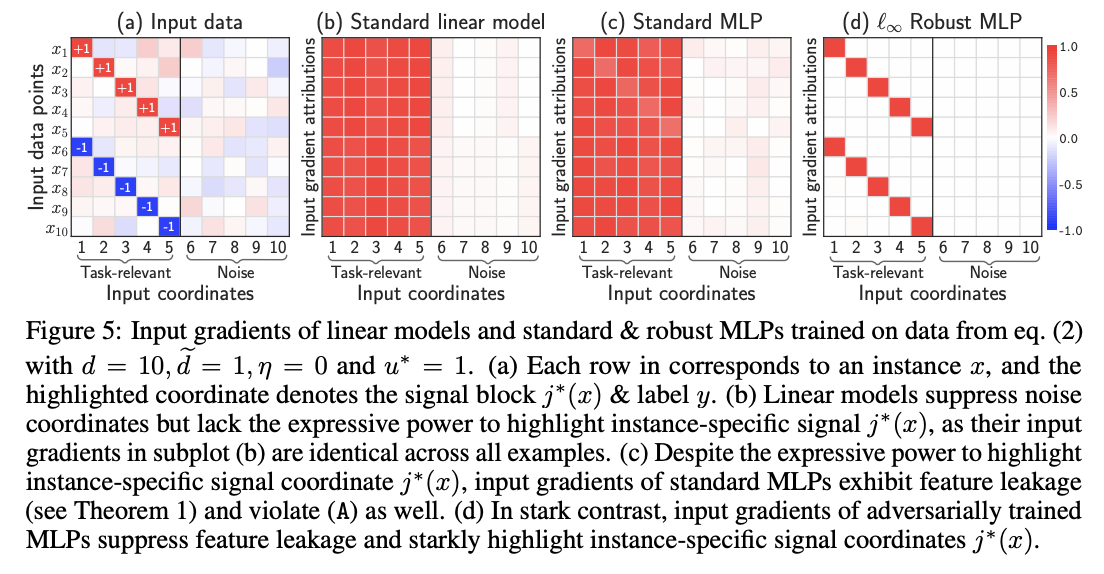 (a) Input data
(b) Standard linear model
(c) Standard MLP
(d) ℓ∞ Robust MLP
Input data points
x1
x2
x3
x4
x5
x6
x7
x8
x9
x10
+1
+1
+1
+1
+1
-1
-1
-1
-1
-1
1 2 3 4 5 6 7 8 9 10
Task-relevant Noise
Input coordinates
Input gradient attributions
1 2 3 4 5 6 7 8 9 10
Task-relevant Noise
Input coordinates
Input gradient attributions
1 2 3 4 5 6 7 8 9 10
Task-relevant Noise
Input coordinates
Input gradient attributions
1 2 3 4 5 6 7 8 9 10
Task-relevant Noise
Input coordinates
1.0
0.5
0.0
-0.5
-1.0
Figure 5: Input gradients of linear models and standard & robust MLPs trained on data from eq. (2)
with d = 10, d̃ = 1, η = 0 and u* = 1. (a) Each row in corresponds to an instance x, and the
highlighted coordinate denotes the signal block j*(x) & label y. (b) Linear models suppress noise
coordinates but lack the expressive power to highlight instance-specific signal j*(x), as their input
gradients in subplot (b) are identical across all examples. (c) Despite the expressive power to highlight
instance-specific signal coordinate j*(x), input gradients of standard MLPs exhibit feature leakage
(see Theorem 1) and violate (A) as well. (d) In stark contrast, input gradients of adversarially trained
MLPs suppress feature leakage and starkly highlight instance-specific signal coordinates j*(x).